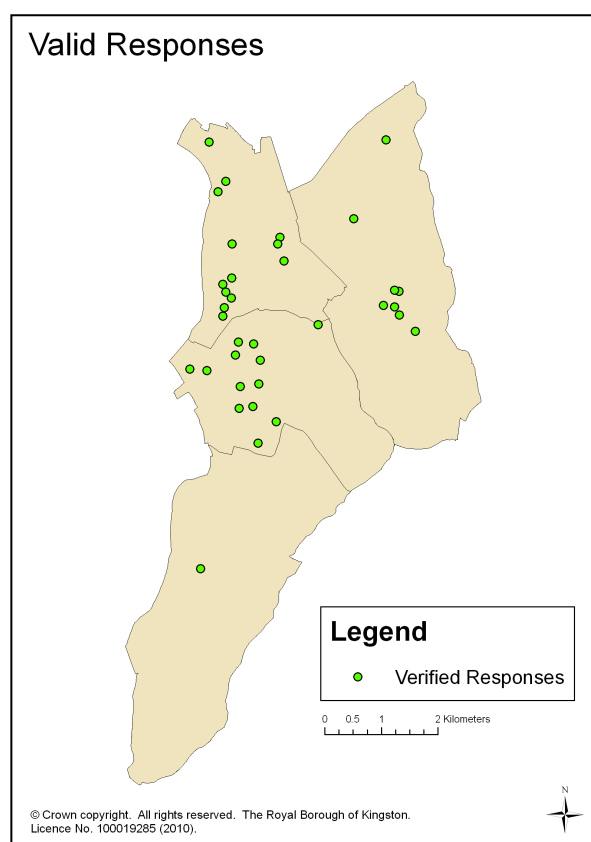 Valid Responses
Legend
Verified Responses
0 0.5 1 2 Kilometers
N
© Crown copyright. All rights reserved. The Royal Borough of Kingston.
Licence No. 100019285 (2010).